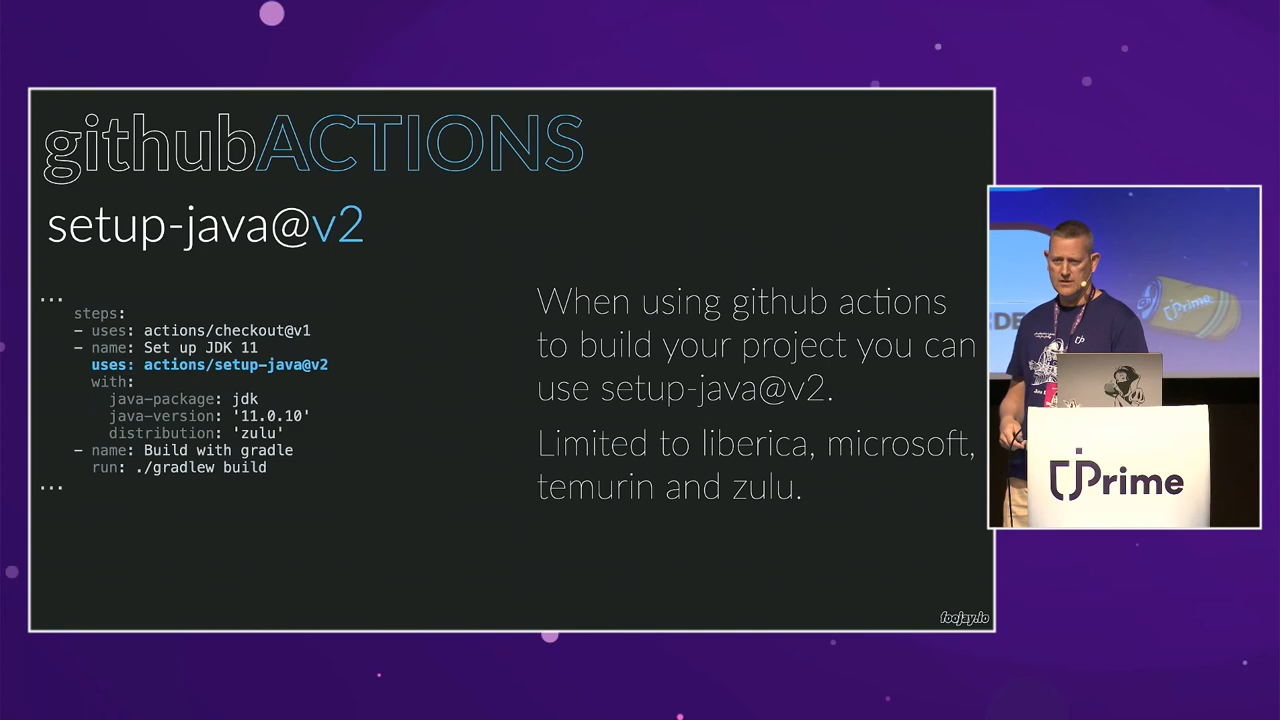 githubACTIONS
setup-java@v2
...
steps:
- uses: actions/checkout@v1
- name: Set up JDK 11
uses: actions/setup-java@v2
with:
java-package: jdk
java-version: '11.0.10'
distribution: 'zulu'
- name: Build with gradle
run: ./gradlew build
...
When using github actions
to build your project you can
use setup-java@v2.
Limited to liberica, microsoft,
temurin and zulu.
foojay.io
Prime
JPrime